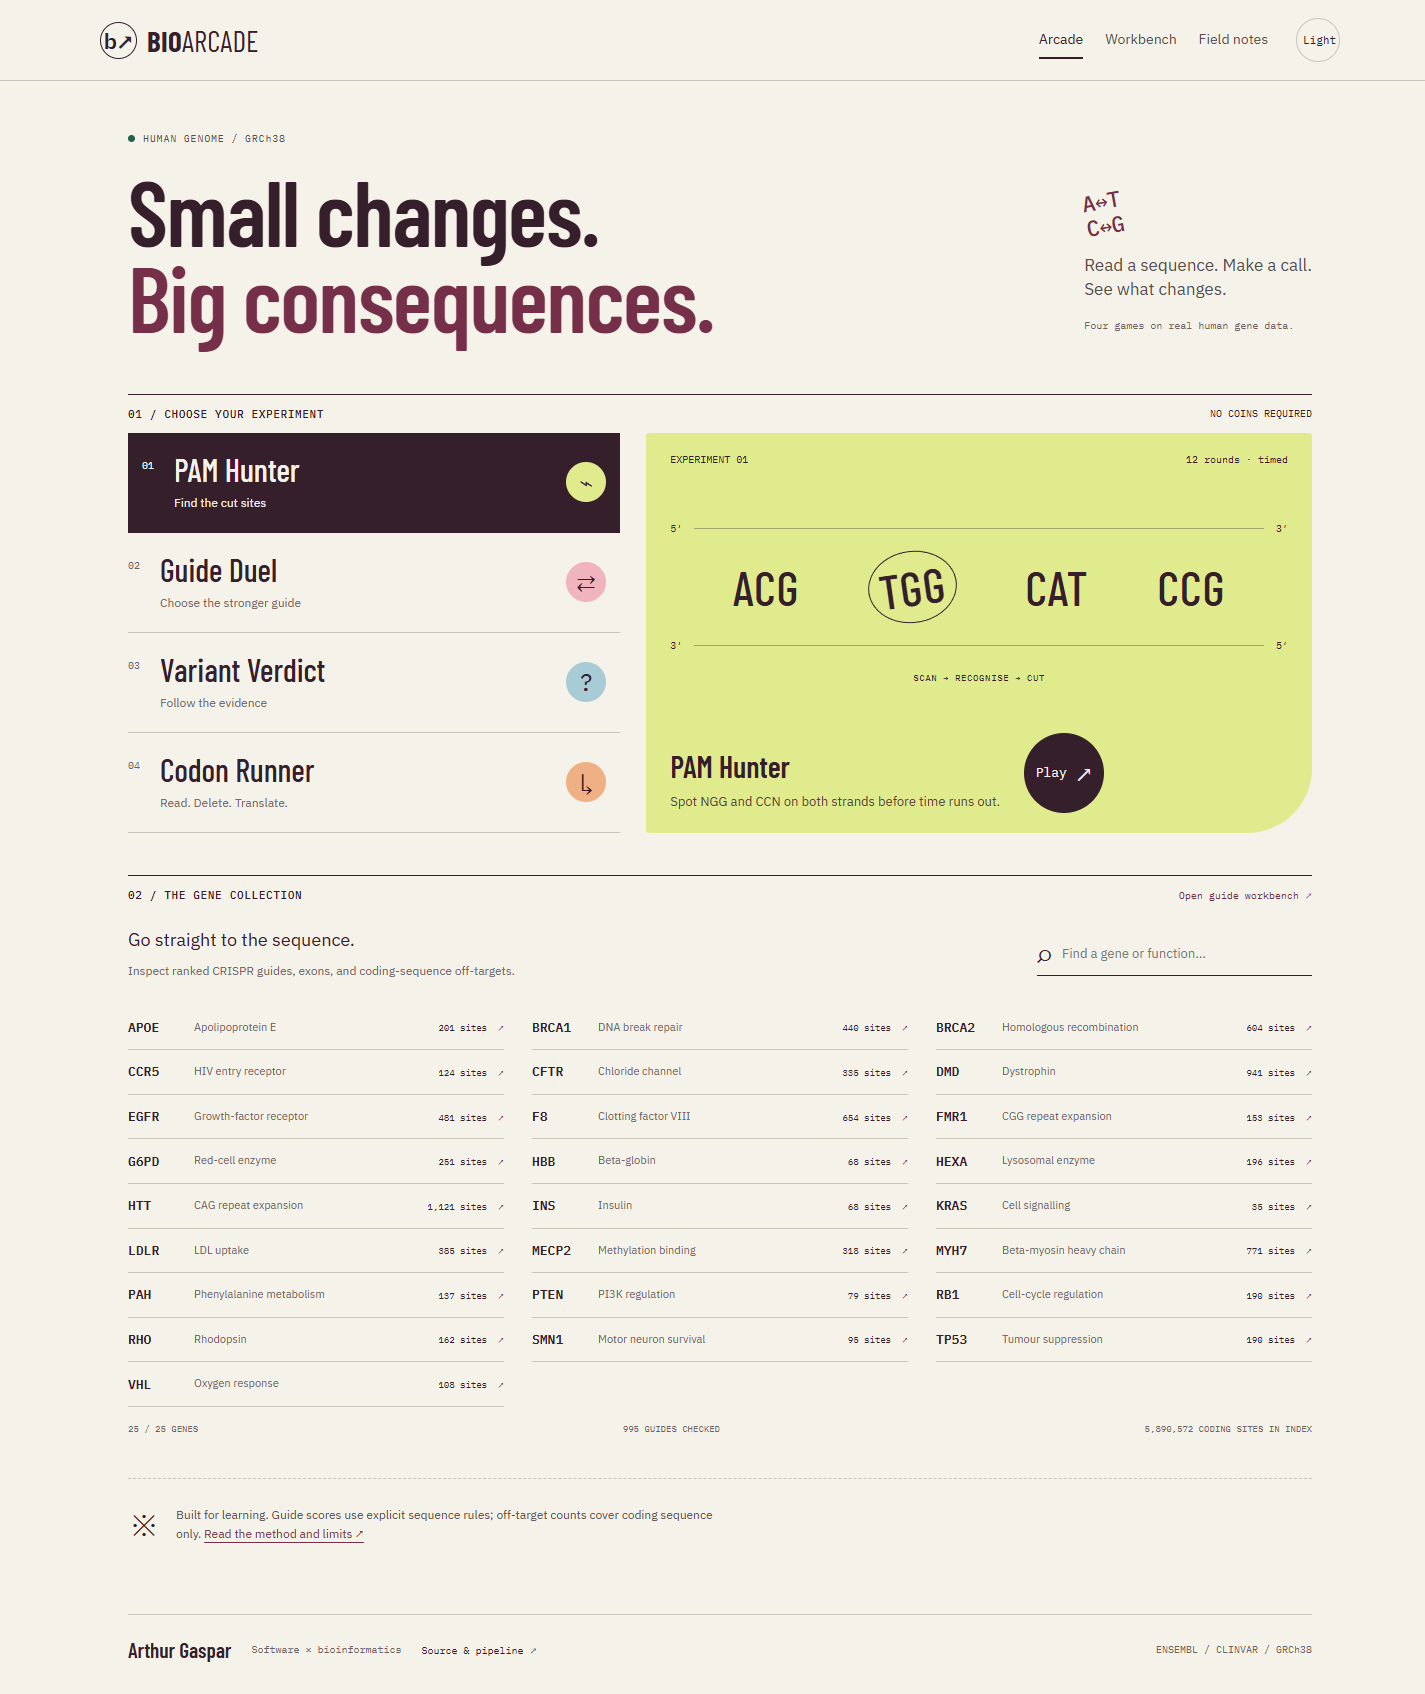 b↗ BIOARCADE
Arcade Workbench Field notes Light
HUMAN GENOME / GRCh38
Small changes.
Big consequences.
A↔T
C↔G
Read a sequence. Make a call.
See what changes.
Four games on real human gene data.
01 / CHOOSE YOUR EXPERIMENT
NO COINS REQUIRED
01 PAM Hunter
Find the cut sites
02 Guide Duel
Choose the stronger guide
⇄
03 Variant Verdict
Follow the evidence
?
04 Codon Runner
Read. Delete. Translate.
↳
EXPERIMENT 01
12 rounds · timed
5′ 3′
ACG TGG CAT CCG
3′ 5′
SCAN → RECOGNISE → CUT
PAM Hunter
Spot NGG and CCN on both strands before time runs out.
Play ↗
02 / THE GENE COLLECTION
Open guide workbench ↗
Go straight to the sequence.
Inspect ranked CRISPR guides, exons, and coding-sequence off-targets.
Find a gene or function...
APOE Apolipoprotein E 201 sites ↗
BRCA1 DNA break repair 440 sites ↗
BRCA2 Homologous recombination 604 sites ↗
CCR5 HIV entry receptor 124 sites ↗
CFTR Chloride channel 335 sites ↗
DMD Dystrophin 941 sites ↗
EGFR Growth-factor receptor 481 sites ↗
F8 Clotting factor VIII 654 sites ↗
FMR1 CGG repeat expansion 153 sites ↗
G6PD Red-cell enzyme 251 sites ↗
HBB Beta-globin 68 sites ↗
HEXA Lysosomal enzyme 196 sites ↗
HTT CAG repeat expansion 1,121 sites ↗
INS Insulin 68 sites ↗
KRAS Cell signalling 35 sites ↗
LDLR LDL uptake 385 sites ↗
MECP2 Methylation binding 318 sites ↗
MYH7 Beta-myosin heavy chain 771 sites ↗
PAH Phenylalanine metabolism 137 sites ↗
PTEN PI3K regulation 79 sites ↗
RB1 Cell-cycle regulation 190 sites ↗
RHO Rhodopsin 162 sites ↗
SMN1 Motor neuron survival 95 sites ↗
TP53 Tumour suppression 190 sites ↗
VHL Oxygen response 108 sites ↗
25 / 25 GENES
995 GUIDES CHECKED
5,890,572 CODING SITES IN INDEX
※ Built for learning. Guide scores use explicit sequence rules; off-target counts cover coding sequence
only. Read the method and limits ↗
Arthur Gaspar Software × bioinformatics Source & pipeline ↗
ENSEMBL / CLINVAR / GRCh38